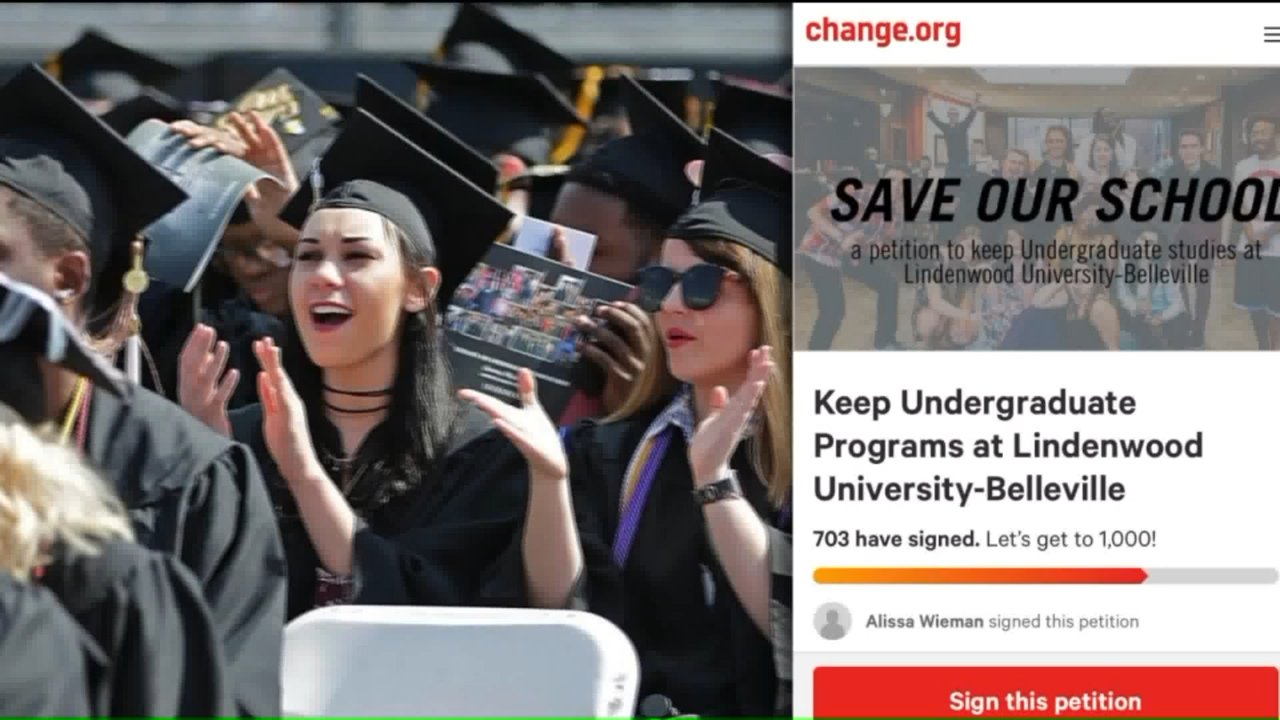 change.org
SAVE OUR SCHOOL
a petition to keep Undergraduate studies at
Lindenwood University-Belleville
Keep Undergraduate
Programs at Lindenwood
University-Belleville
703 have signed. Let's get to 1,000!
Alissa Wieman signed this petition
Sign this petition